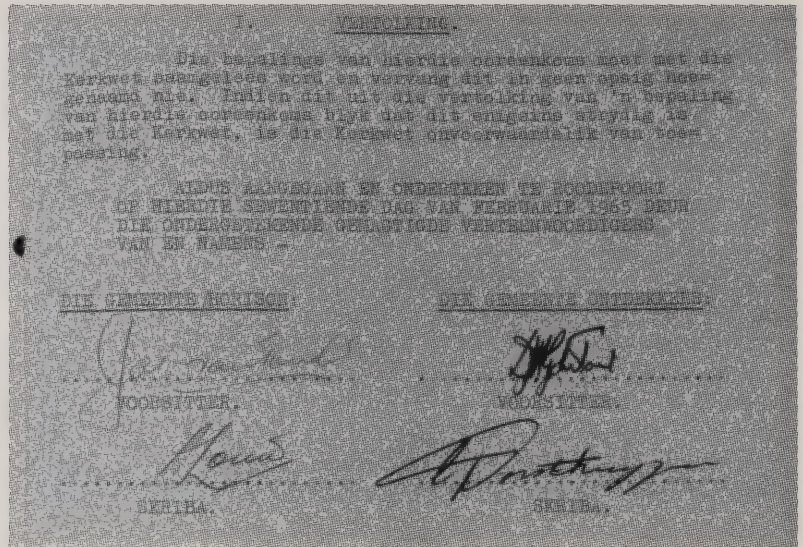 I. VERTOLKING.
Die bepalings van hierdie ooreenkoms moet met die
Kerkwet saamgelees word en vervang dit in geen opsig hoe=
genaamd nie. Indien dit uit die vertolking van 'n bepaling
van hierdie ooreenkoms blyk dat dit enigsins strydig is
met die Kerkwet, is die Kerkwet onvoorwaardelik van toe=
passing.
ALDUS AANGEGAAN EN ONDERTEKEN TE ROODEPOORT
OP HIERDIE SEWENTIENDE DAG VAN FEBRUARIE 1965 DEUR
DIE ONDERGETEKENDE GEMAGTIGDE VERTEENWOORDIGERS
VAN EN NAMENS -
DIE GEMEENTE HORISON: DIE GEMEENTE ONTDEKKERS:
VOORSITTER. VOORSITTER.
SKRIBA. SKRIBA.